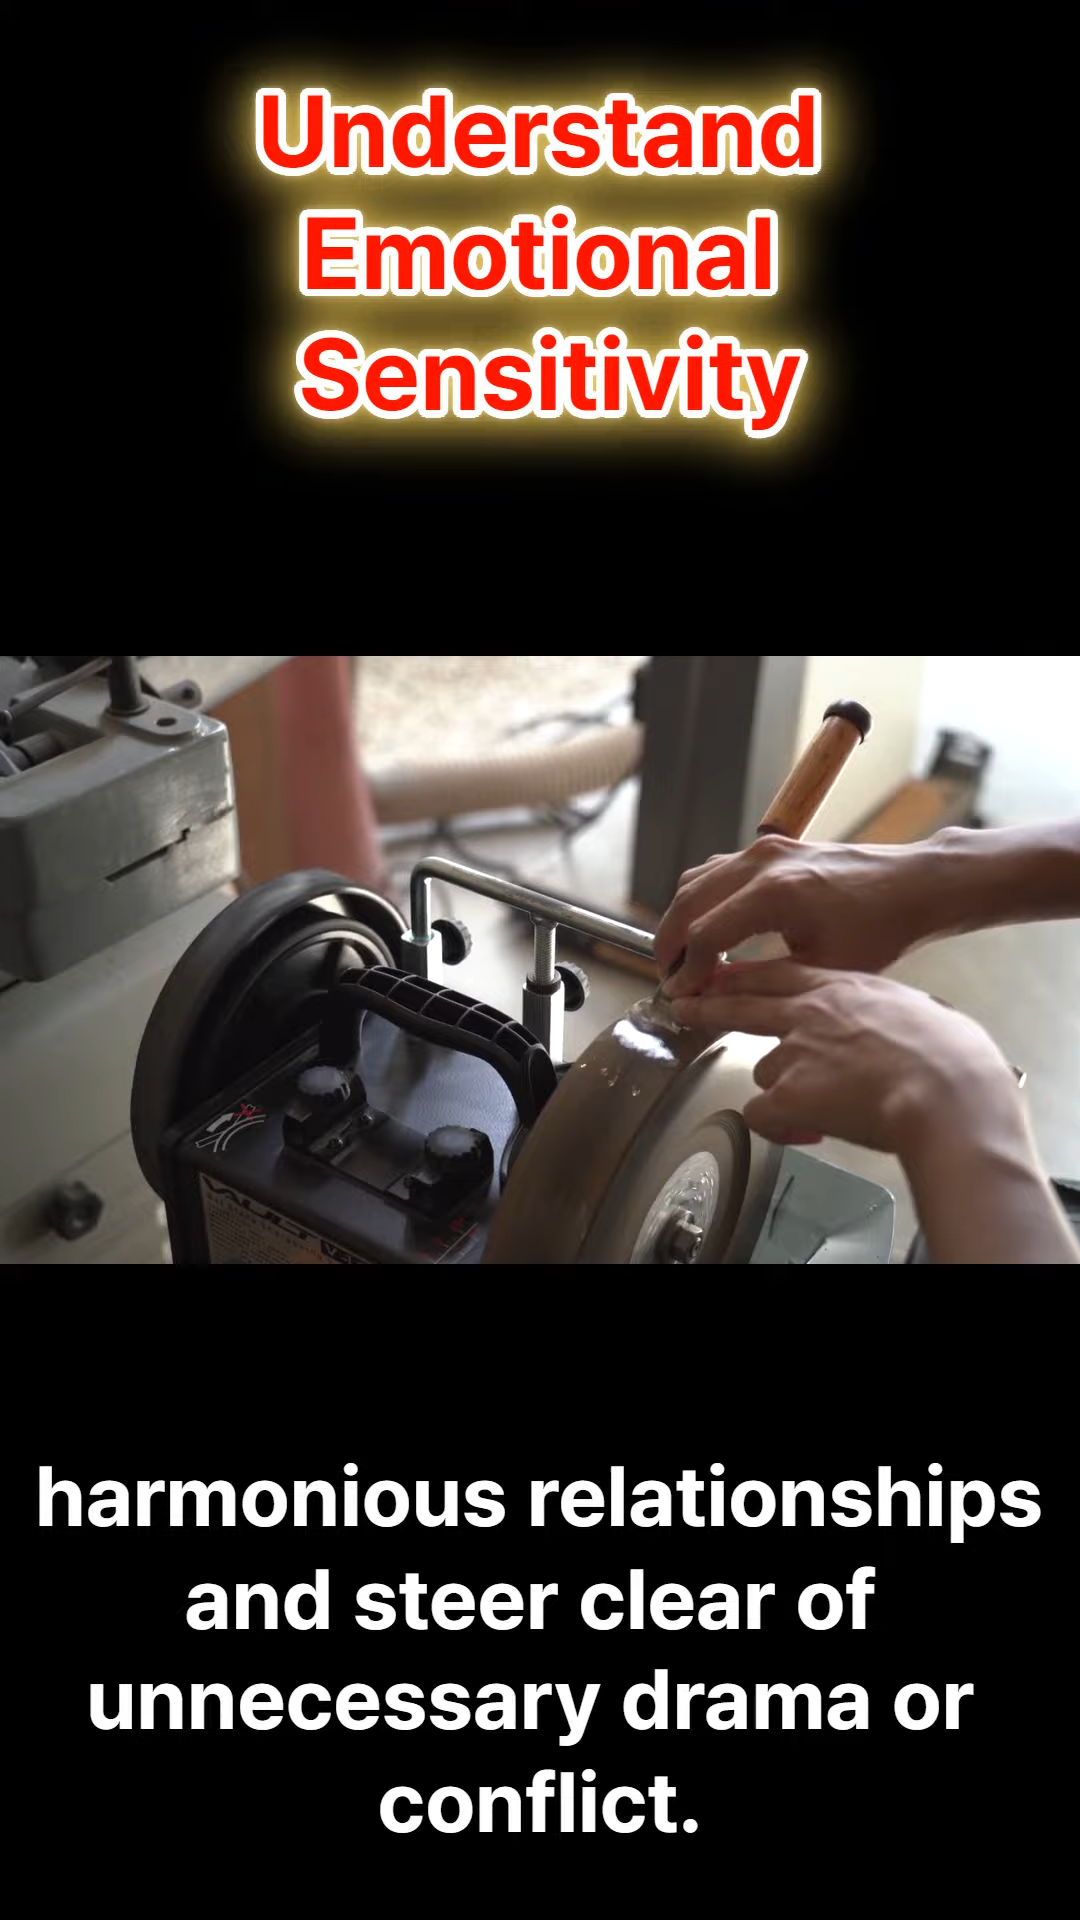 Understand
Emotional
Sensitivity
harmonious relationships
and steer clear of
unnecessary drama or
conflict.